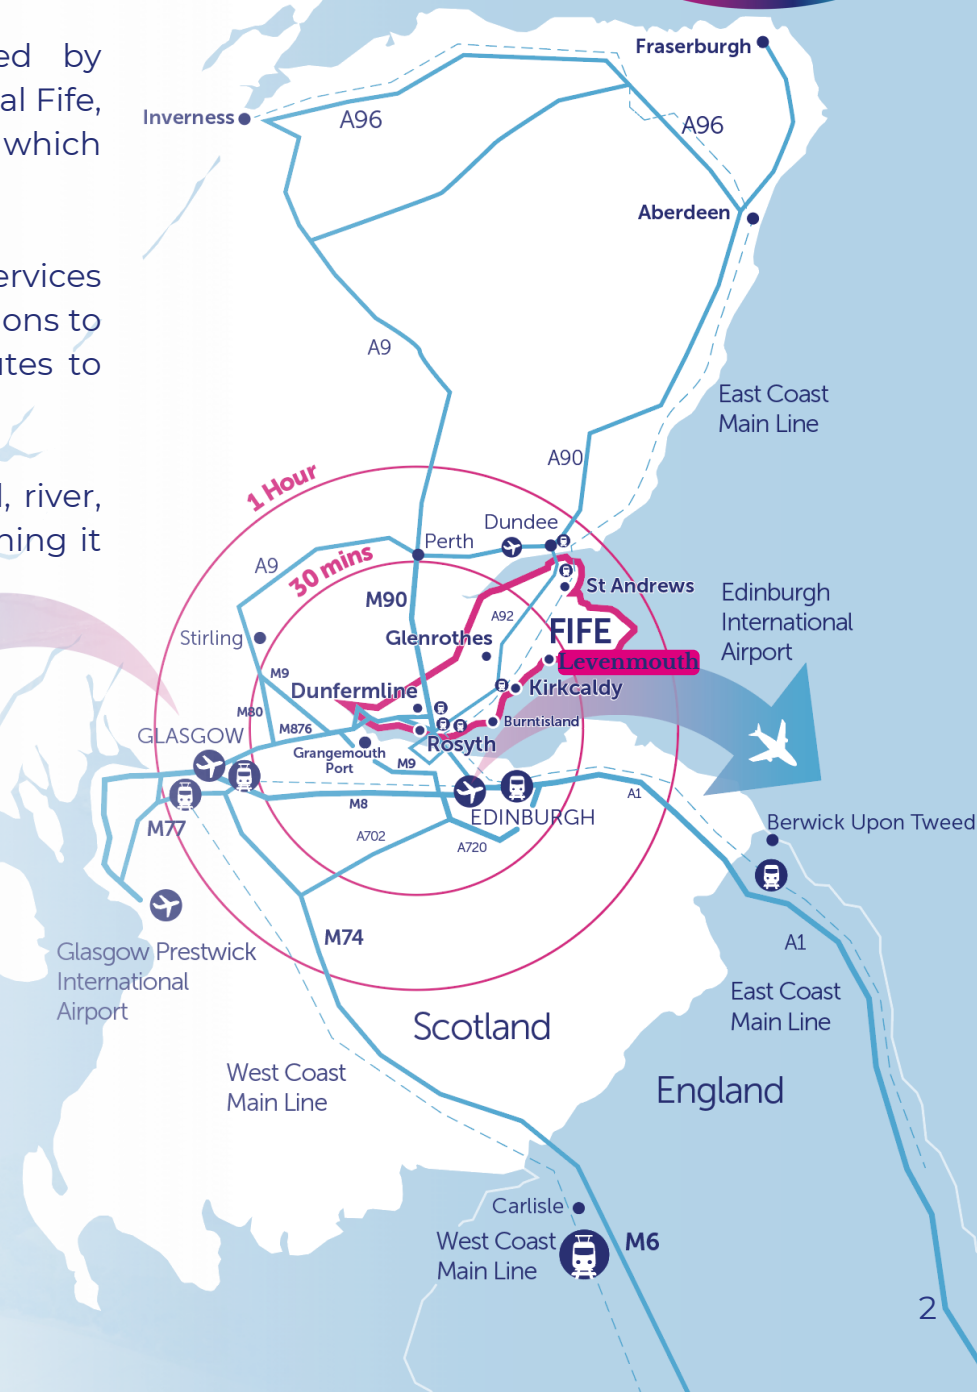 ed by
al Fife,
which
ervices
ons to
utes to
, river,
ning it
Fraserburgh
Inverness
A96
A96
Aberdeen
A9
East Coast
Main Line
A90
1 Hour
Dundee
Perth
30 mins
A9
St Andrews
Edinburgh
International
Airport
M90
A92
FIFE
Stirling
Glenrothes
Levenmouth
M9
Dunfermline
Kirkcaldy
M80
M876
Burntisland
GLASGOW
Rosyth
Grangemouth
Port
M9
A1
M8
EDINBURGH
Berwick Upon Tweed
M77
A702
A720
M74
A1
Glasgow Prestwick
International
Airport
East Coast
Main Line
Scotland
West Coast
Main Line
England
Carlisle
West Coast
Main Line
M6
2